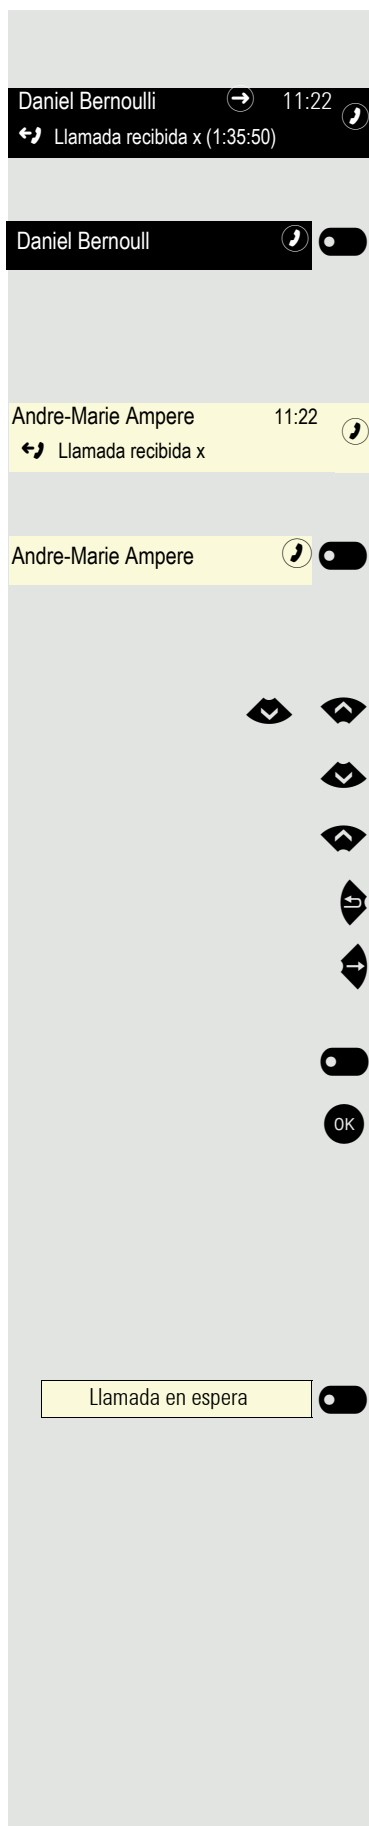 Daniel Bernoulli 11:22
Llamada recibida x (1:35:50)
Daniel Bernoull
Andre-Marie Ampere 11:22
Llamada recibida x
Andre-Marie Ampere
OK
Llamada en espera